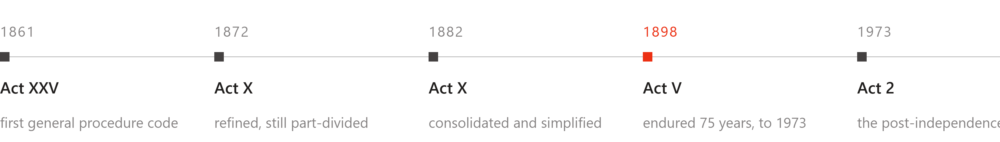 1861 1872 1882 1898 1973
Act XXV Act X Act X Act V Act 2
first general procedure code refined, still part-divided consolidated and simplified endured 75 years, to 1973 the post-independence